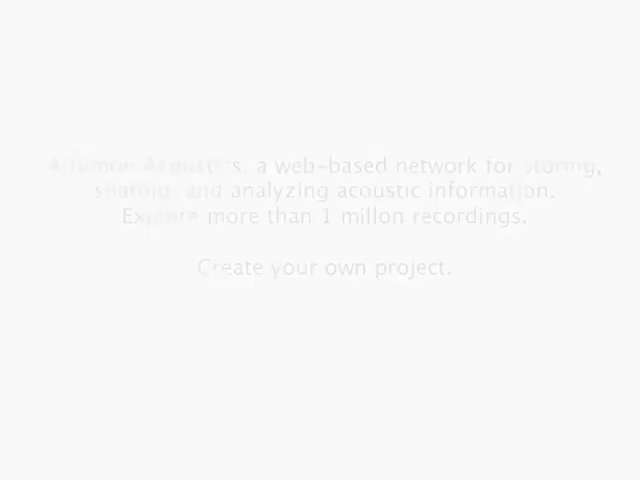 Acoustics, a web-based network for storing,
sharing, and analyzing acoustic information.
Explore more than 1 millon recordings.
Create your own project.